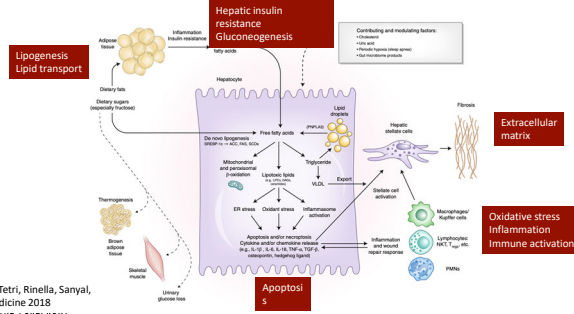 Hepatic insulin
resistance
Gluconeogenesis
Adipose
tissue
Inflammation
Insulin resistance
fatty acids
Contributing and modulating factors:
• Cholesterol
• Uric acid
• Periodic hypoxia (sleep apnea)
• Gut microbiome products
Lipogenesis
Lipid transport
Hepatocyte
Dietary fats
Dietary sugars
(especially fructose)
Lipid
droplets
(PNPLA3)
Fibrosis
Hepatic
stellate cells
Extracellular
matrix
De novo lipogenesis
SREBP-1c → ACC, FAS, SCDs
Free fatty acids
Mitochondrial
and peroxisomal
β-oxidation
Lipotoxic lipids
Triglyceride
VLDL
Export
Stellate cell
activation
Thermogenesis
ER stress
Oxidant stress
Inflammasome
activation
Macrophages/
Kupffer cells
Oxidative stress
Inflammation
Immune activation
Lymphocytes:
NKT, Tregs, etc.
Brown
adipose
tissue
Apoptosis and/or necroptosis
Cytokine and/or chemokine release
(e.g., IL-1β, IL-6, IL-18, TNF-α, TGF-β,
osteopontin, hedgehog ligand)
Inflammation
and wound
repair response
PMNs
Skeletal
muscle
Urinary
glucose loss
Apoptosi
s
Tetri, Rinella, Sanyal,
dicine 2018